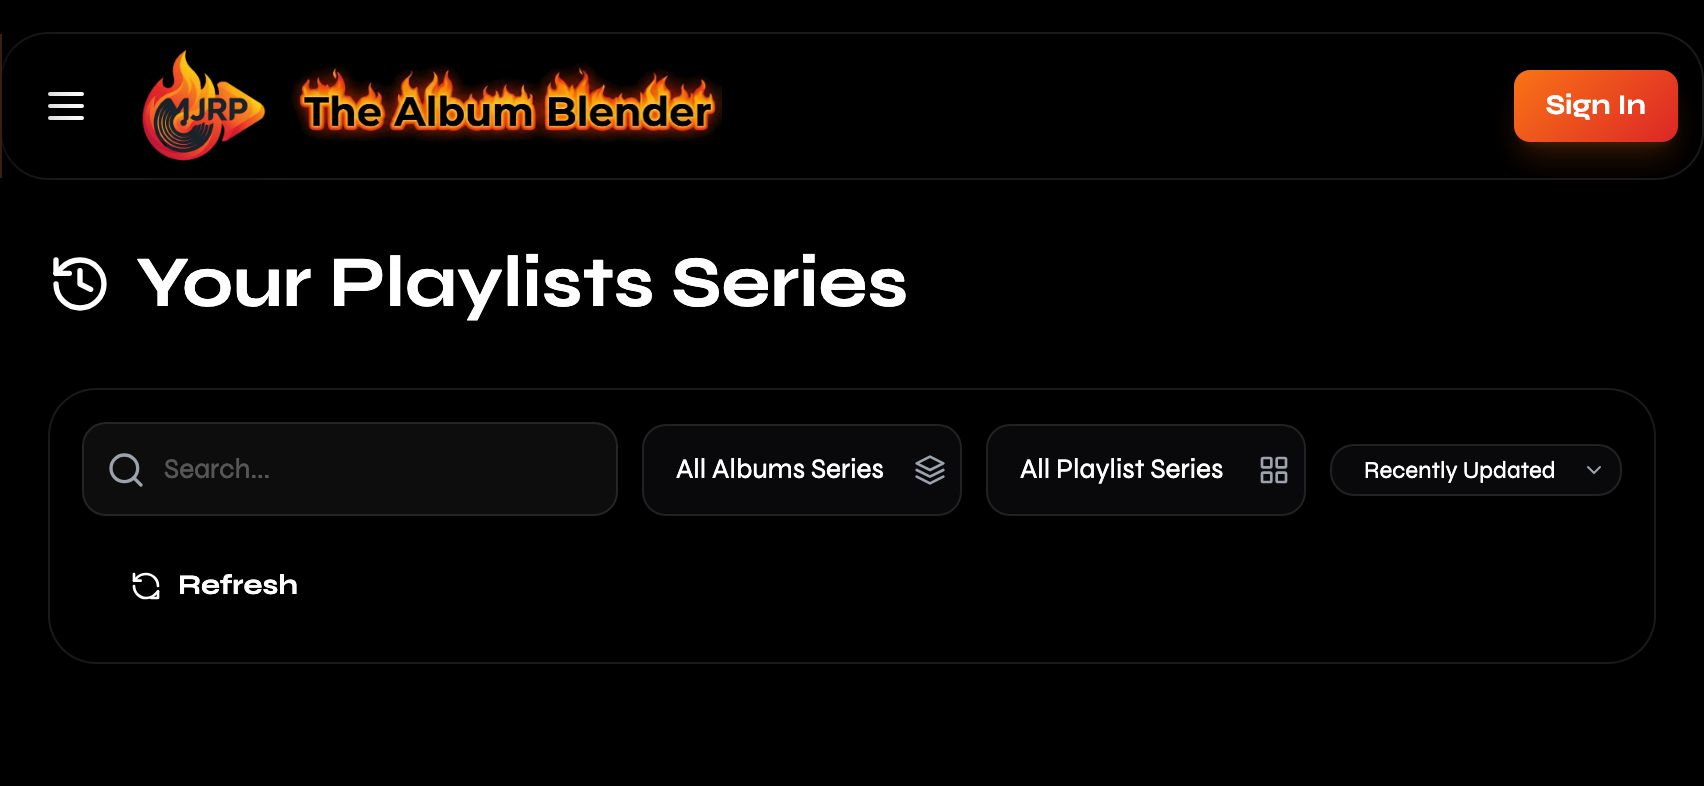 MJRP
The Album Blender
Sign In
Your Playlists Series
Search...
All Albums Series
All Playlist Series
Recently Updated
Refresh